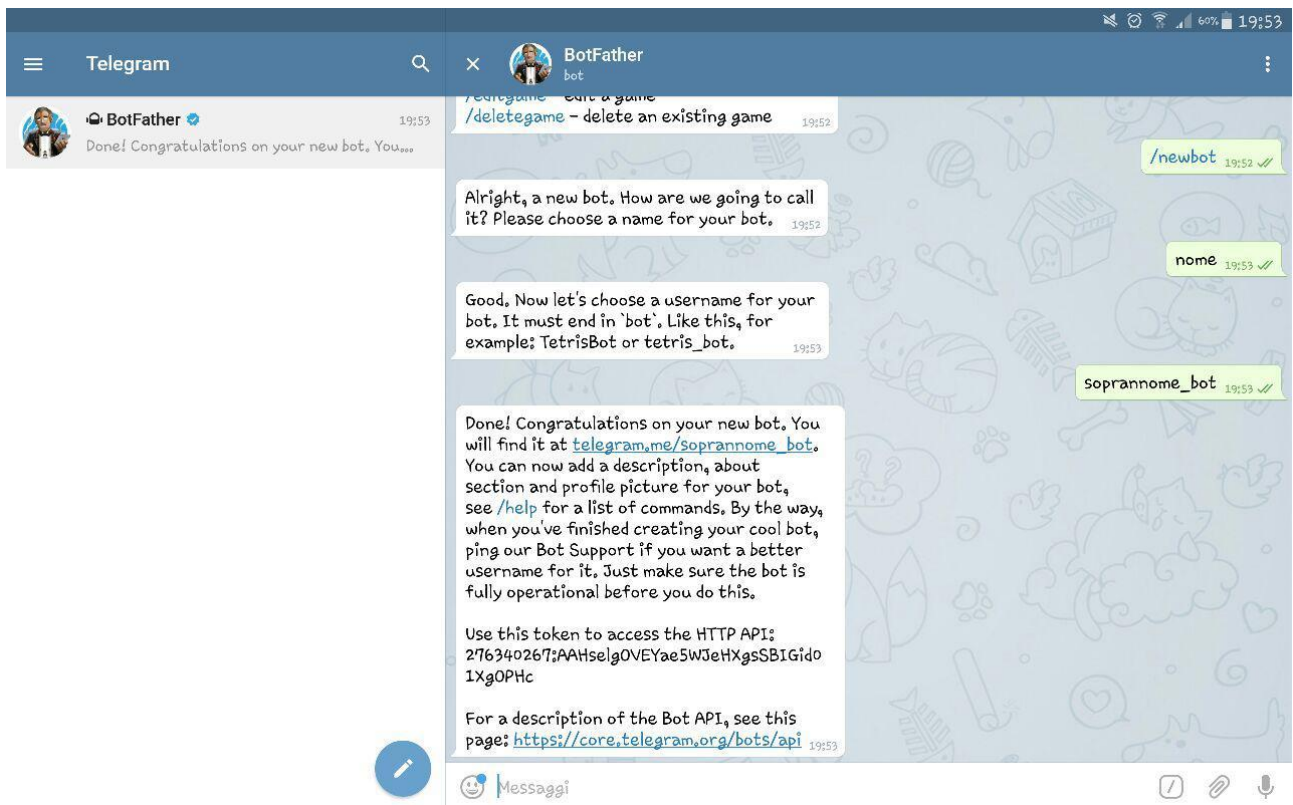 60% 19:53
Telegram
BotFather
bot
BotFather 19:53
Done! Congratulations on your new bot. You...
/editgame - edit a game
/deletegame - delete an existing game 19:52
/newbot 19:52
Alright, a new bot. How are we going to call
it? Please choose a name for your bot. 19:52
nome 19:53
Good. Now let's choose a username for your
bot. It must end in `bot`. Like this, for
example: TetrisBot or tetris_bot. 19:53
soprannome_bot 19:53
Done! Congratulations on your new bot. You
will find it at telegram.me/soprannome_bot.
You can now add a description, about
section and profile picture for your bot,
see /help for a list of commands. By the way,
when you've finished creating your cool bot,
ping our Bot Support if you want a better
username for it. Just make sure the bot is
fully operational before you do this.
Use this token to access the HTTP API:
276340267:AAHselgOVEYae5WJeHXgsSBIGid0
1XgOPHc
For a description of the Bot API, see this
page: https://core.telegram.org/bots/api 19:53
Messaggi